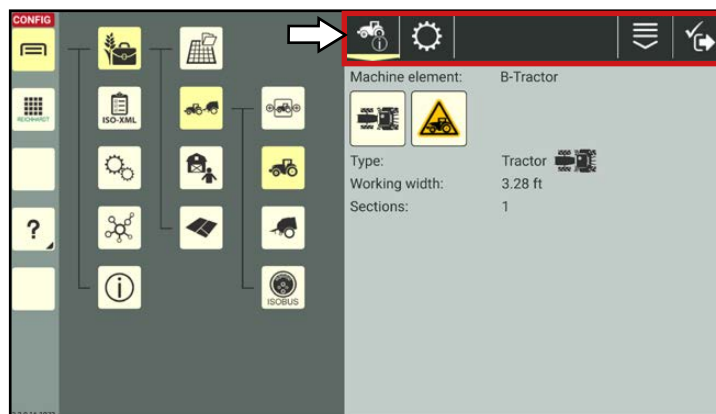 CONFIG
REICHHARDT
ISO-XML
?
ISOBUS
Machine element: B-Tractor
Type: Tractor
Working width: 3.28 ft
Sections: 1